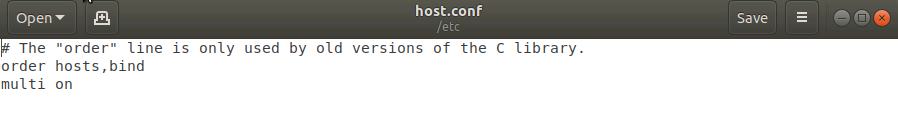 Open
host.conf
/etc
Save
# The "order" line is only used by old versions of the C library.
order hosts,bind
multi on